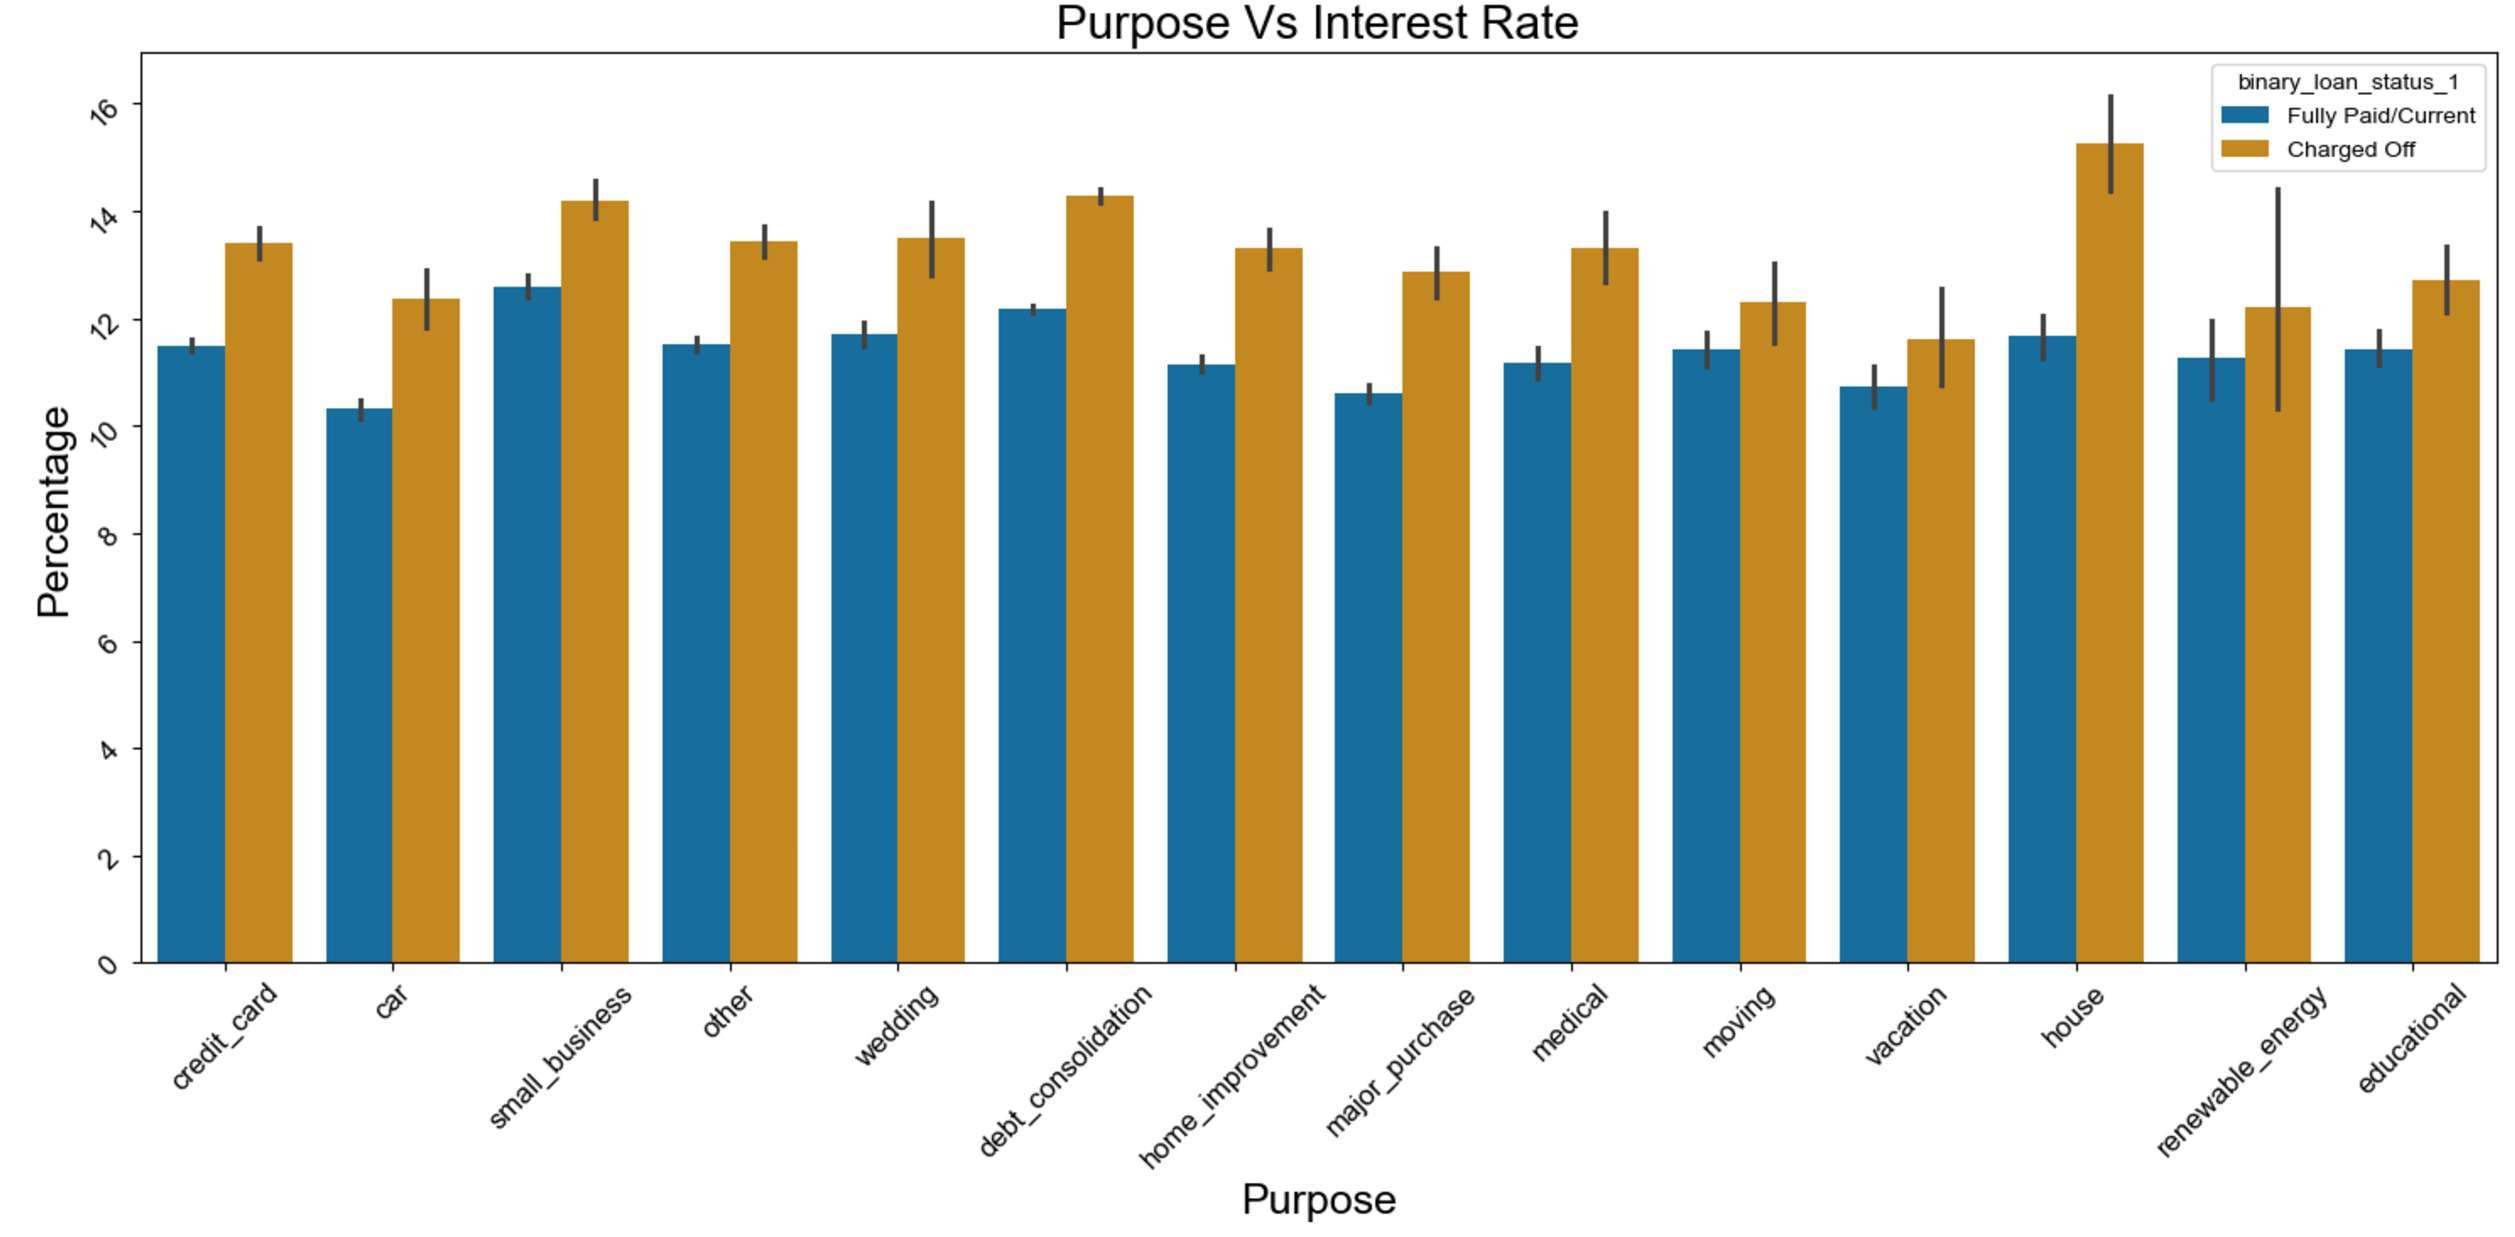 Purpose Vs Interest Rate
binary_loan_status_1
Fully Paid/Current
Charged Off
Percentage
16
14
12
10
8
6
4
2
0
credit_card
car
small_business
other
wedding
debt_consolidation
home_improvement
major_purchase
medical
moving
vacation
house
renewable_energy
educational
Purpose